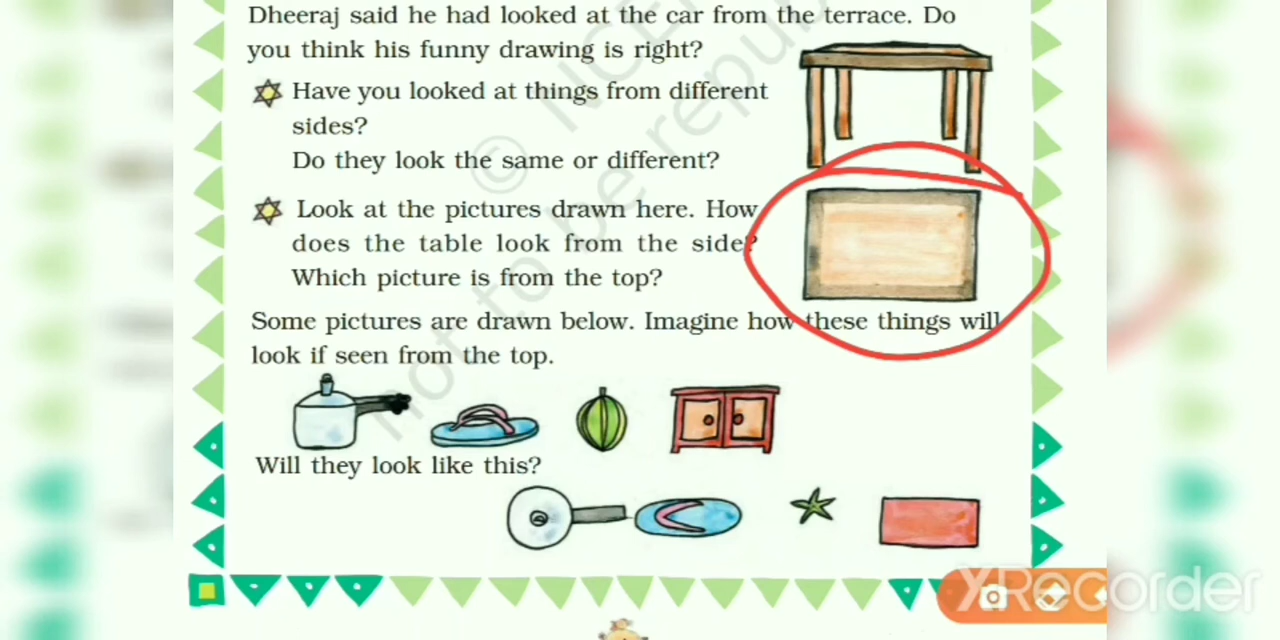 Dheeraj said he had looked at the car from the terrace. Do
you think his funny drawing is right?
Have you looked at things from different
sides?
Do they look the same or different?
Look at the pictures drawn here. How
does the table look from the side?
Which picture is from the top?
Some pictures are drawn below. Imagine how these things will
look if seen from the top.
Will they look like this?
XRecorder